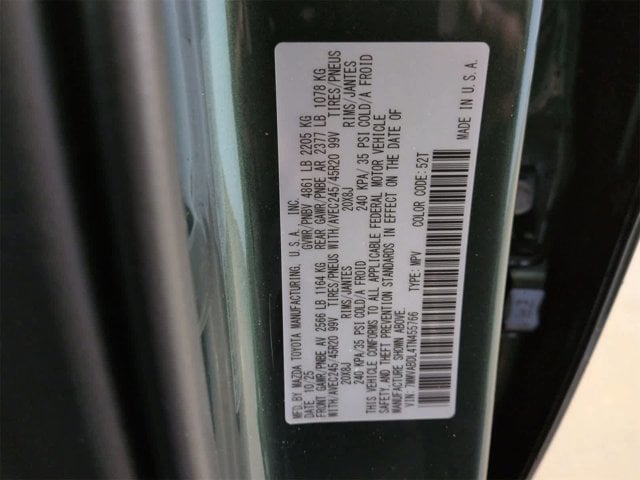 MFD.BY MAZDA TOYOTA MANUFACTURING, U.S.A. INC.
DATE: 10/25 GVWR/PNBV 4861 LB 2205 KG
FRONT GAWR/PNBE AV 2566 LB 1164 KG REAR GAWR/PNBE AR 2377 LB 1078 KG
WITH/AVEC245/45R20 99V TIRES/PNEUS WITH/AVEC245/45R20 99V TIRES/PNEUS
20X8J RIMS/JANTES 20X8J RIMS/JANTES
240 KPA/35 PSI COLD/A FROID 240 KPA/ 35 PSI COLD/A FROID
THIS VEHICLE CONFORMS TO ALL APPLICABLE FEDERAL MOTOR VEHICLE
SAFETY AND THEFT PREVENTION STANDARDS IN EFFECT ON THE DATE OF
MANUFACTURE SHOWN ABOVE.
VIN: 7MMVABDL4TN455766 TYPE: MPV COLOR CODE: 52T MADE IN U.S.A.